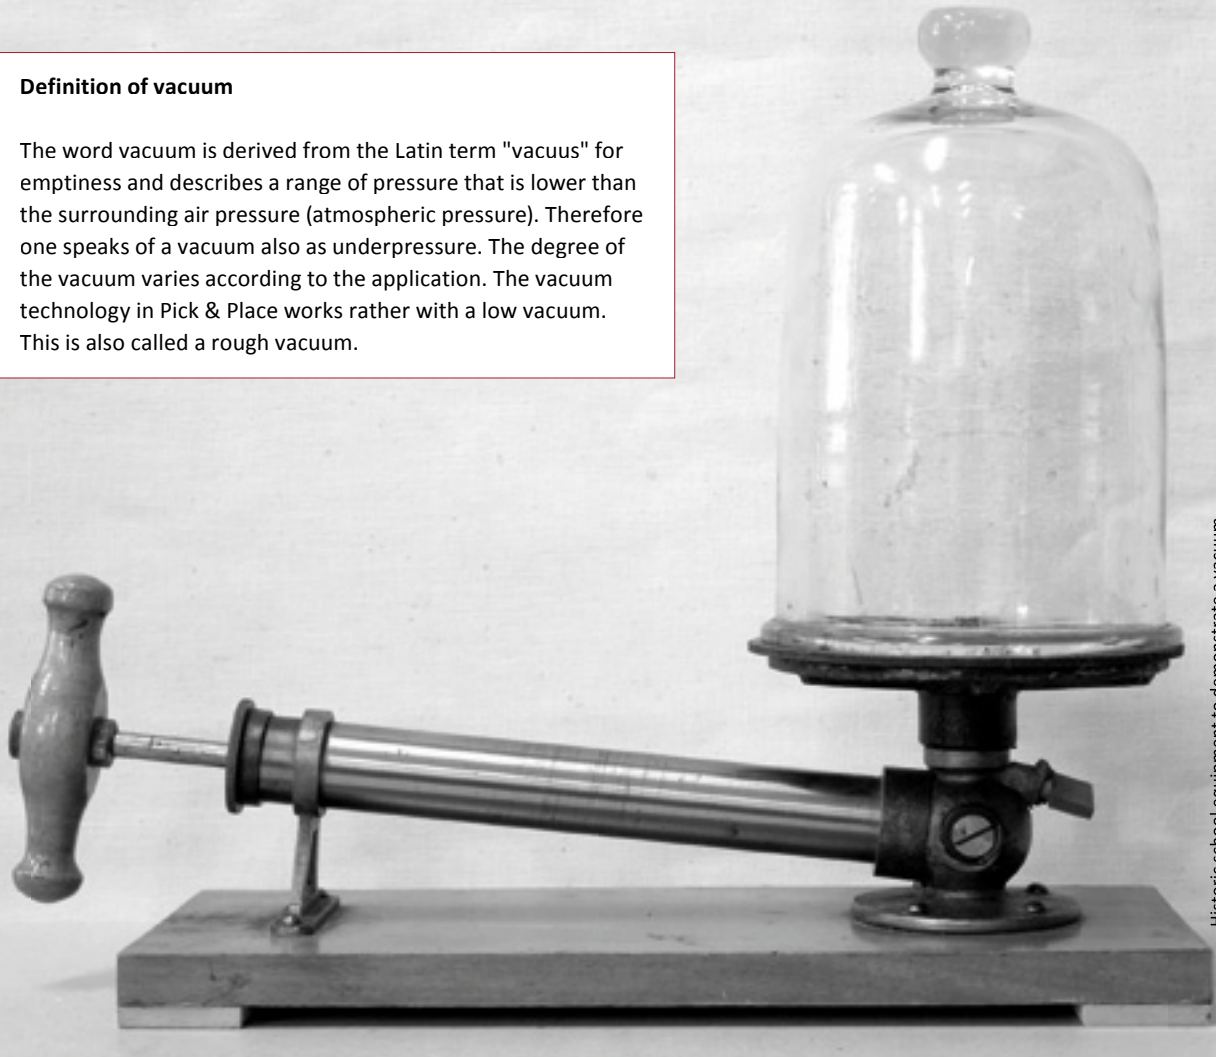 Definition of vacuum
The word vacuum is derived from the Latin term "vacuus" for
emptiness and describes a range of pressure that is lower than
the surrounding air pressure (atmospheric pressure). Therefore
one speaks of a vacuum also as underpressure. The degree of
the vacuum varies according to the application. The vacuum
technology in Pick & Place works rather with a low vacuum.
This is also called a rough vacuum.
Historic school equipment to demonstrate a vacuum